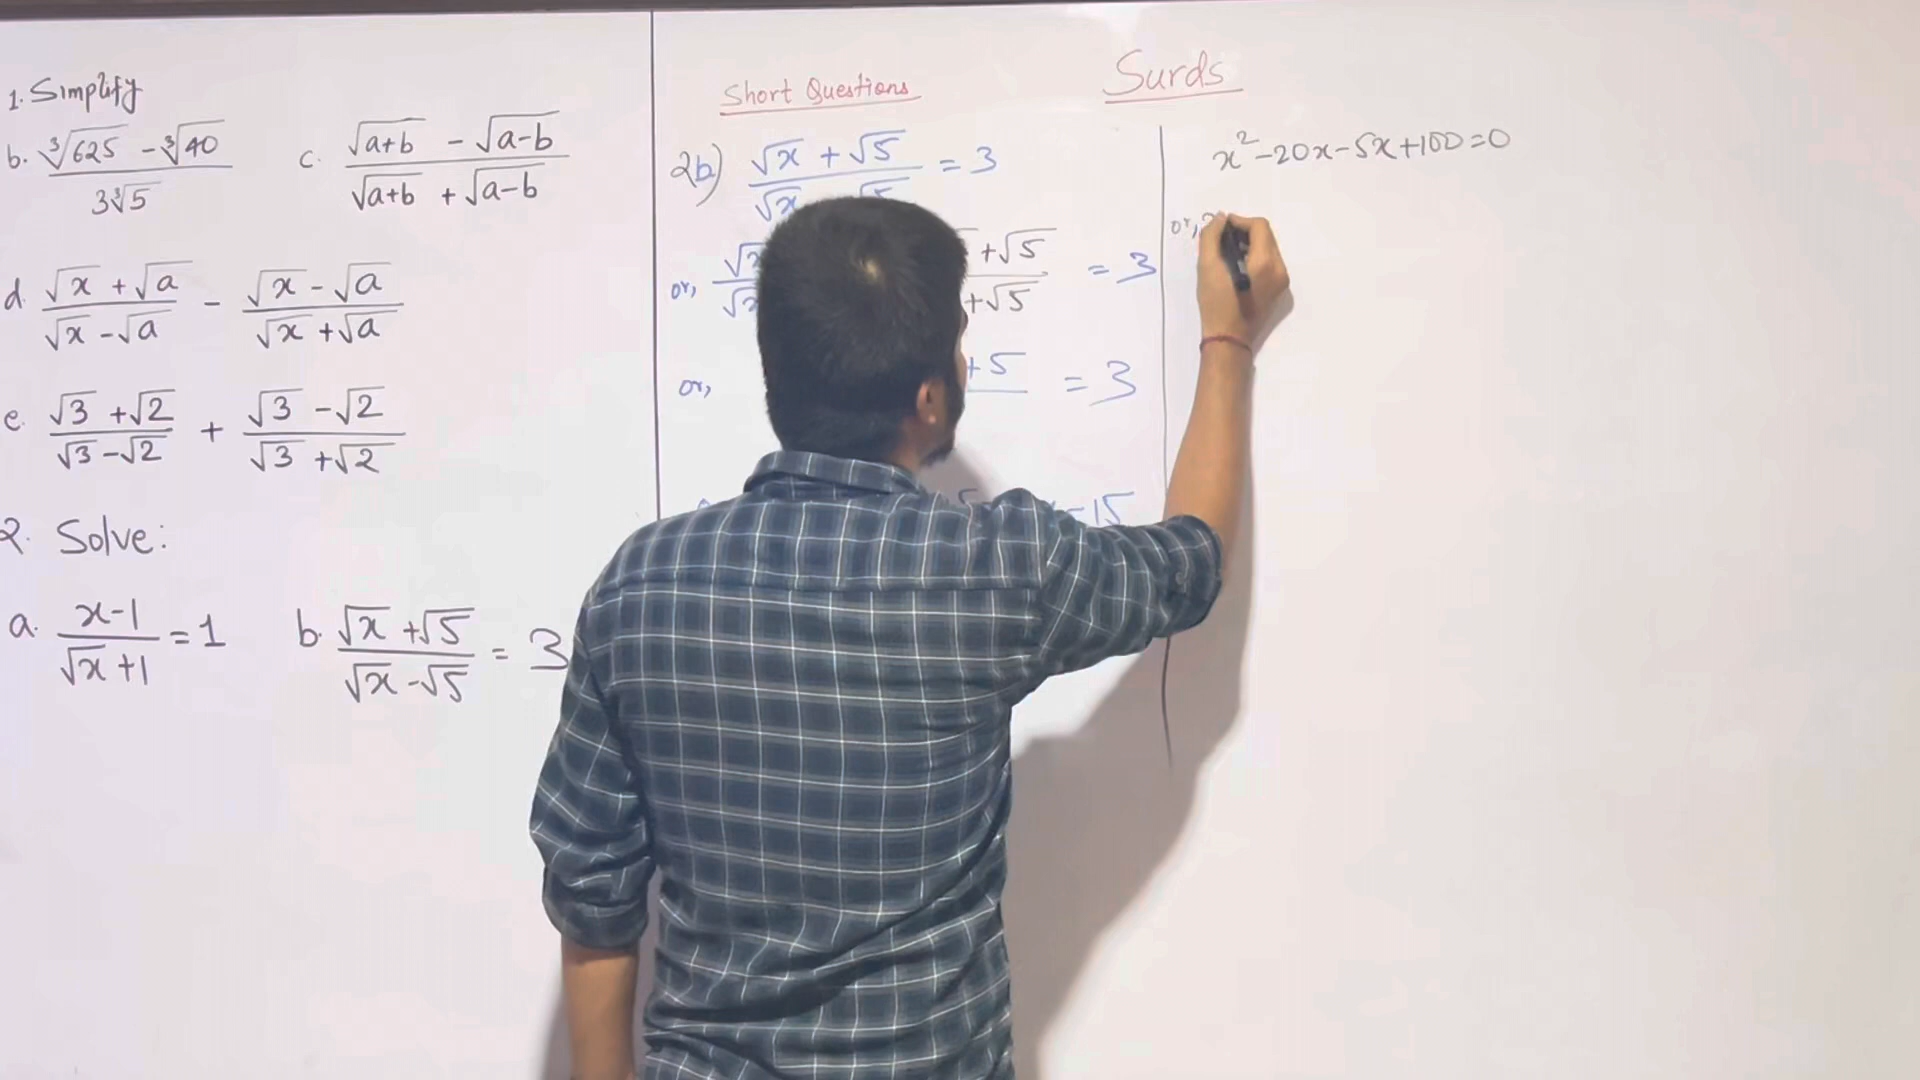 1. Simplify
b. (∛625 - ∛40) / 3∛5
c. (√(a+b) - √(a-b)) / (√(a+b) + √(a-b))
d. (√x + √a) / (√x - √a) - (√x - √a) / (√x + √a)
e. (√3 + √2) / (√3 - √2) + (√3 - √2) / (√3 + √2)
2. Solve:
a. (x-1) / (√x + 1) = 1
b. (√x + √5) / (√x - √5) = 3
Short Questions
2b) (√x + √5) / √x = 3
or, +√5 / +√5 = 3
or, +5 = 3
-15
Surds
x² - 20x - 5x + 100 = 0
or,